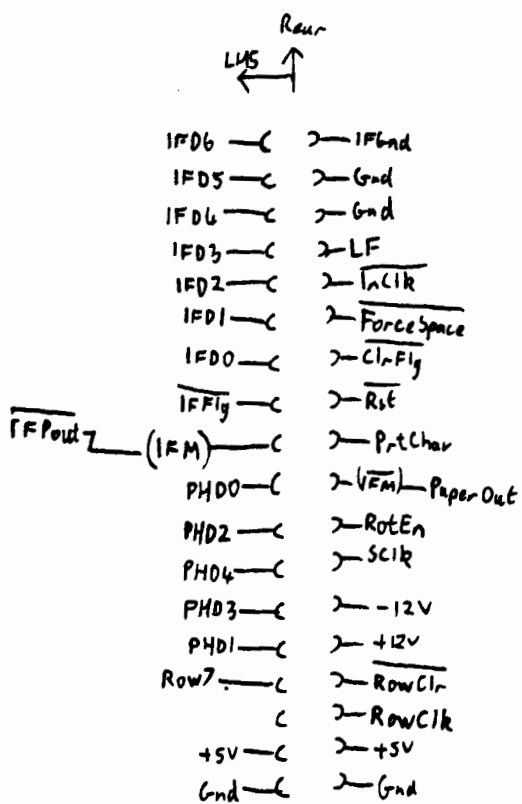 Rear
LHS
IFD6 IFGnd
IFD5 Gnd
IFD4 Gnd
IFD3 LF
IFD2 InClk
IFD1 ForceSpace
IFD0 ClrFlg
IFFlg Rst
IFPout (IFM) PrtChar
PHD0 (IFM) PaperOut
PHD2 RotEn
PHD4 SClk
PHD3 -12V
PHD1 +12V
Row7 RowClr
RowClk
+5V +5V
Gnd Gnd